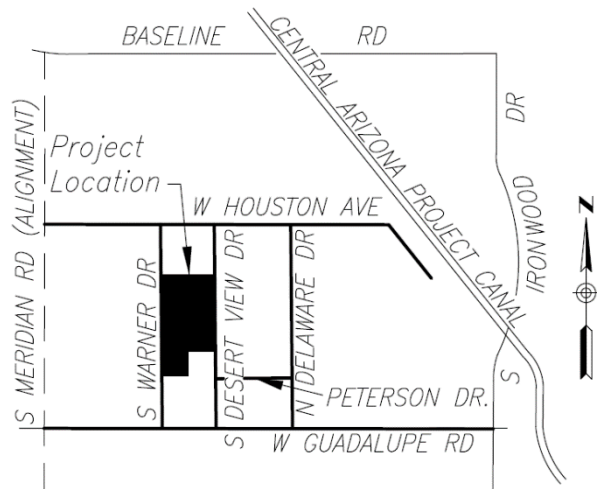 BASELINE RD
CENTRAL ARIZONA PROJECT CANAL
S IRONWOOD DR
S MERIDIAN RD (ALIGNMENT)
Project
Location
W HOUSTON AVE
N
S WARNER DR
S DESERT VIEW DR
N DELAWARE DR
PETERSON DR.
W GUADALUPE RD